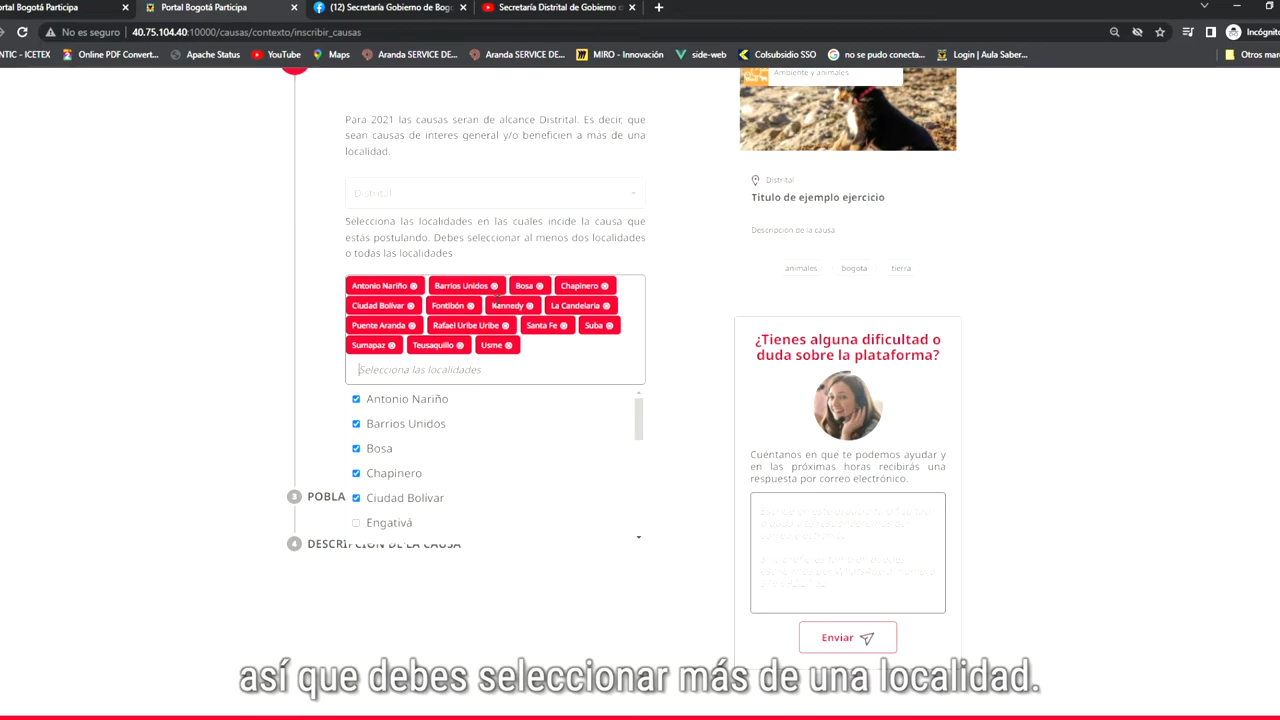 ortal Bogotá Participa
Portal Bogotá Participa
(12) Secretaría Gobierno de Bog
Secretaría Distrital de Gobierno d
No es seguro
40.75.104.40:10000/causas/contexto/inscribir_causas
Incógnito
NTIC - ICETEX
Online PDF Convert...
Apache Status
YouTube
Maps
Aranda SERVICE DE...
Aranda SERVICE DE...
MIRO - Innovación
side-web
Colsubsidio SSO
no se pudo conecta...
Login | Aula Saber...
Otros mar
Para 2021 las causas seran de alcance Distrital. Es decir, que
sean causas de interes general y/o beneficien a más de una
localidad.
Distrital
Selecciona las localidades en las cuales incide la causa que
estás postulando. Debes seleccionar al menos dos localidades
o todas las localidades
Antonio Nariño
Barrios Unidos
Bosa
Chapinero
Ciudad Bolívar
Fontibón
Kennedy
La Candelaria
Puente Aranda
Rafael Uribe Uribe
Santa Fe
Suba
Sumapaz
Teusaquillo
Usme
Selecciona las localidades
Antonio Nariño
Barrios Unidos
Bosa
Chapinero
Ciudad Bolívar
Engativá
3 POBLA
4 DESCRIPCIÓN DE LA CAUSA
Ambiente y animales
Distrital
Titulo de ejemplo ejercicio
Descripción de la causa
animales
bogota
tierra
¿Tienes alguna dificultad o
duda sobre la plataforma?
Cuéntanos en que te podemos ayudar y
en las próximas horas recibirás una
respuesta por correo electrónico.
Enviar
así que debes seleccionar más de una localidad.